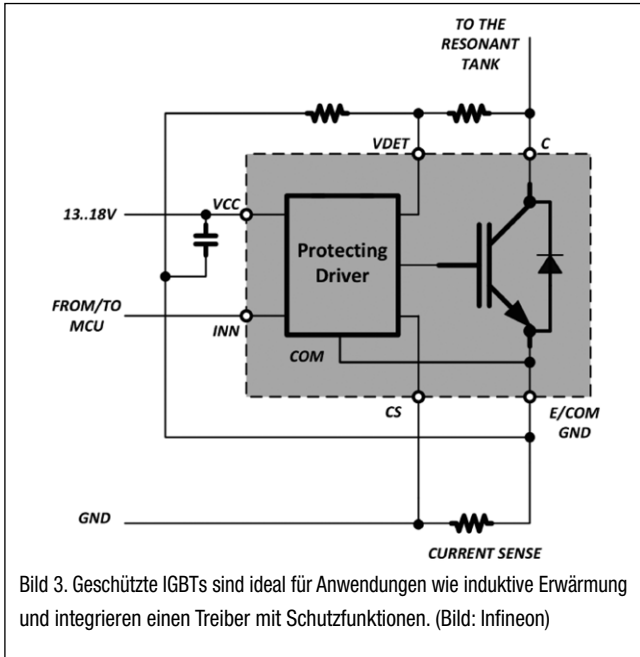 TO THE
RESONANT
TANK
VDET
C
13..18V
VCC
Protecting
Driver
FROM/TO
MCU
INN
COM
CS
E/COM
GND
GND
CURRENT SENSE
Bild 3. Geschützte IGBTs sind ideal für Anwendungen wie induktive Erwärmung
und integrieren einen Treiber mit Schutzfunktionen. (Bild: Infineon)